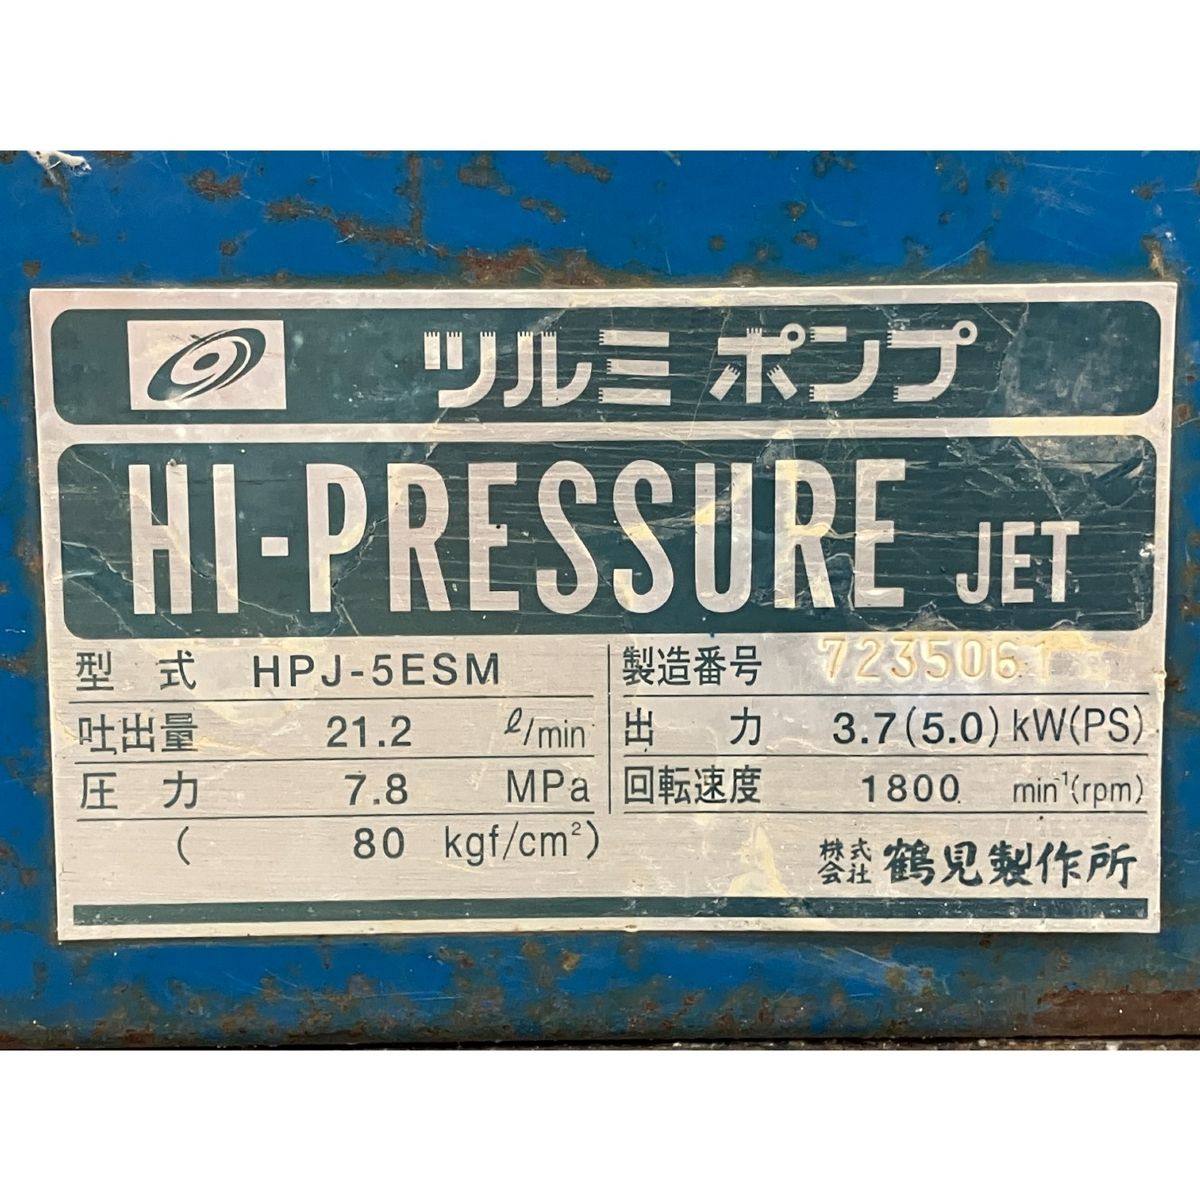 ツルミポンプ
HI-PRESSURE JET
型式 HPJ-5ESM
製造番号 7235061
吐出量 21.2 ℓ/min
出力 3.7(5.0)kW(PS)
圧力 7.8 MPa
回転速度 1800 min⁻¹(rpm)
( 80 kgf/cm²)
株式会社 鶴見製作所